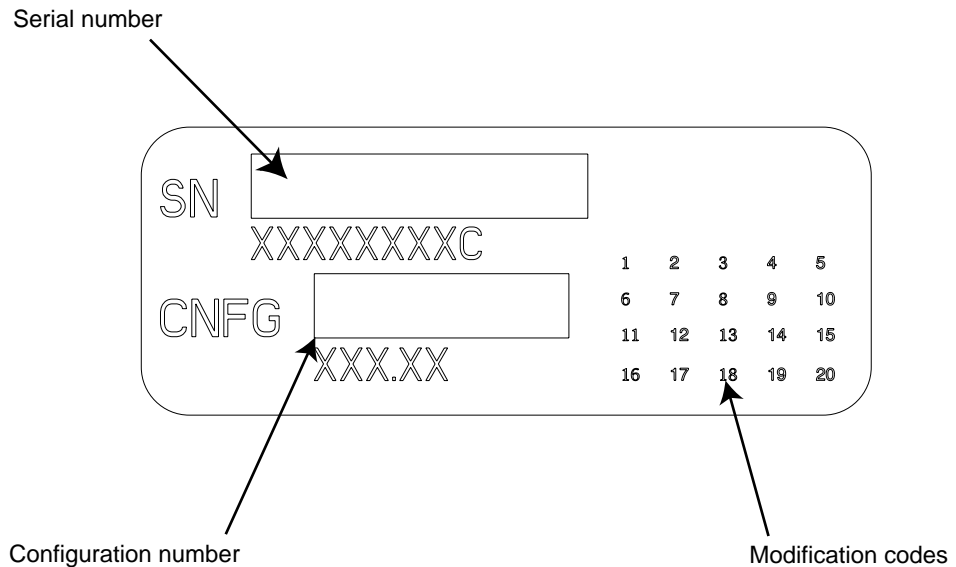 Serial number
SN
XXXXXXXXC
CNFG
XXX.XX
1 2 3 4 5
6 7 8 9 10
11 12 13 14 15
16 17 18 19 20
Configuration number
Modification codes